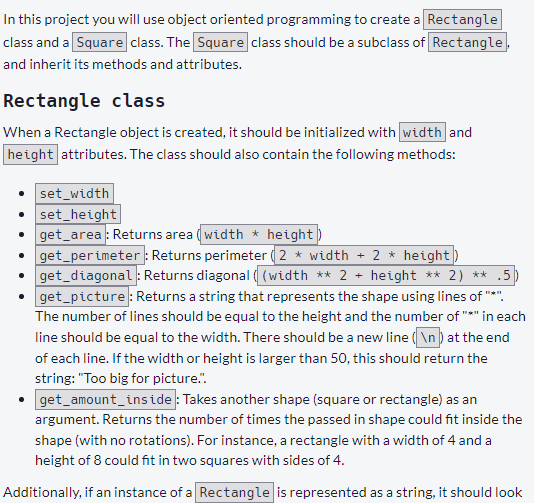 In this project you will use object oriented programming to create a Rectangle
class and a Square class. The Square class should be a subclass of Rectangle,
and inherit its methods and attributes.
Rectangle class
When a Rectangle object is created, it should be initialized with width and
height attributes. The class should also contain the following methods:
• set_width
• set_height
• get_area: Returns area (width * height)
• get_perimeter: Returns perimeter (2 * width + 2 * height)
• get_diagonal: Returns diagonal ((width ** 2 + height ** 2) ** .5)
• get_picture: Returns a string that represents the shape using lines of "*".
The number of lines should be equal to the height and the number of "*" in each
line should be equal to the width. There should be a new line (\n) at the end
of each line. If the width or height is larger than 50, this should return the
string: "Too big for picture.".
• get_amount_inside: Takes another shape (square or rectangle) as an
argument. Returns the number of times the passed in shape could fit inside the
shape (with no rotations). For instance, a rectangle with a width of 4 and a
height of 8 could fit in two squares with sides of 4.
Additionally, if an instance of a Rectangle is represented as a string, it should look